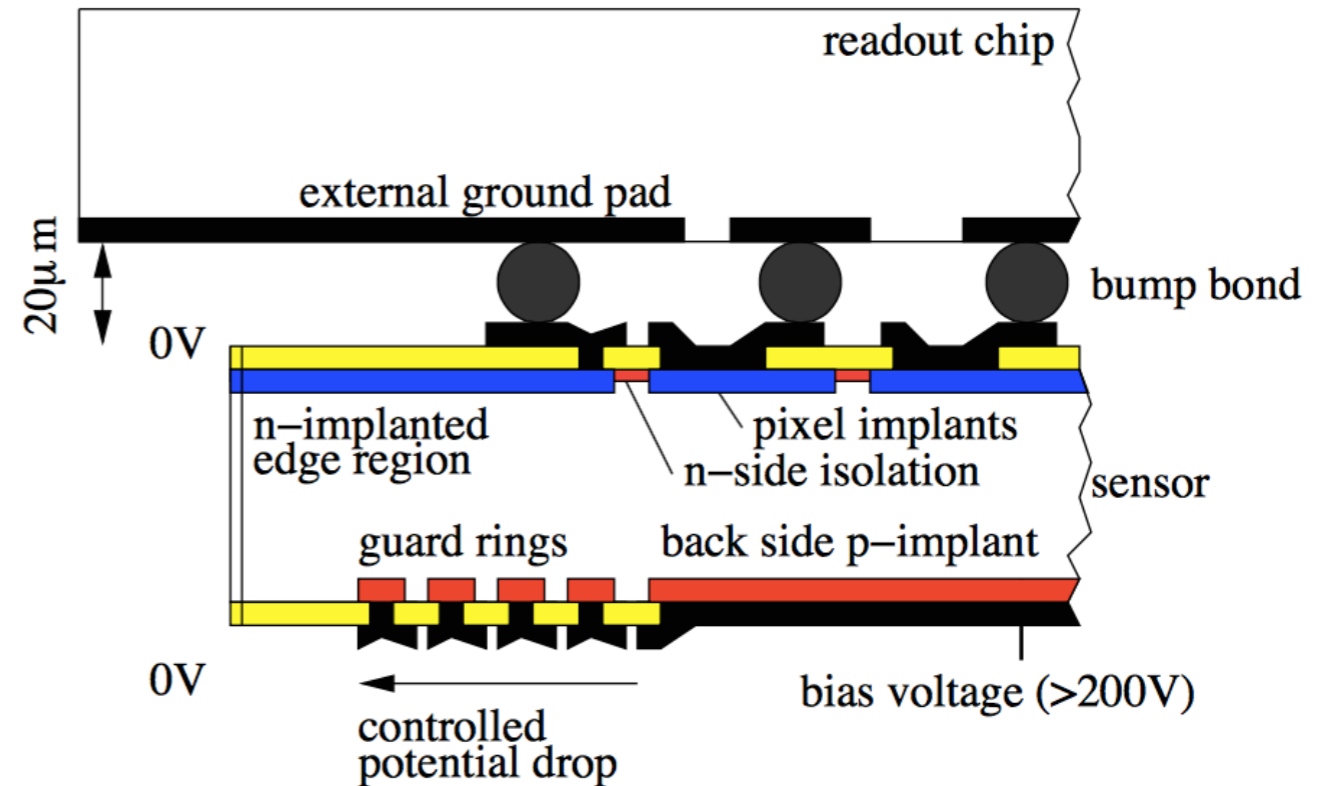 readout chip
external ground pad
20µm
bump bond
0V
n−implanted
edge region
pixel implants
n−side isolation
sensor
guard rings
back side p−implant
0V
bias voltage (>200V)
controlled
potential drop